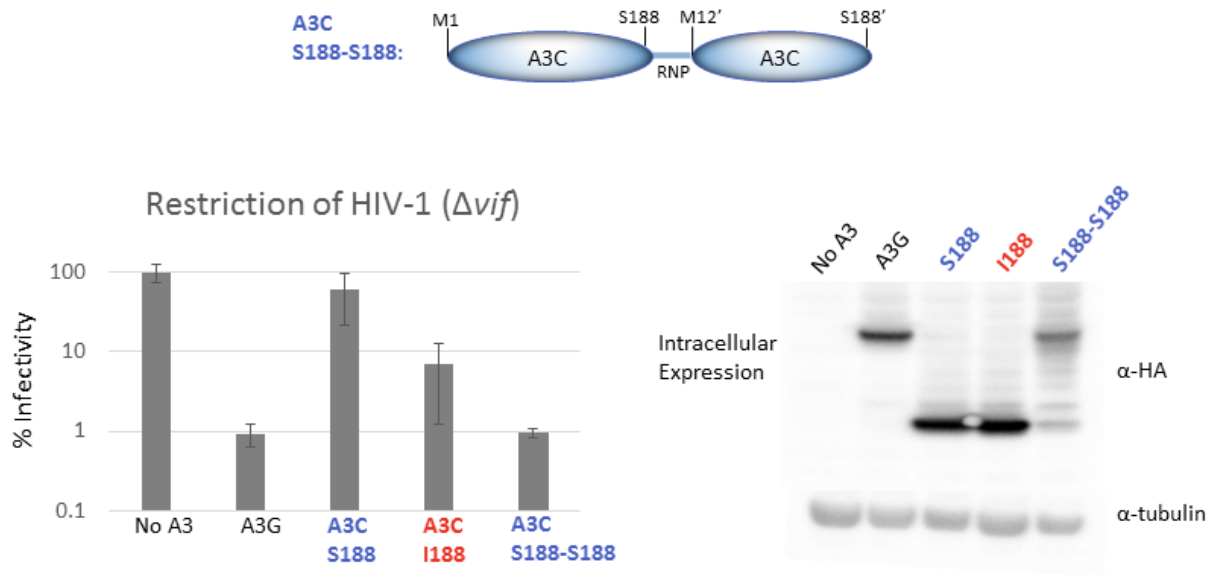 A3C
S188-S188:
M1
S188
M12’
S188’
A3C
A3C
RNP
Restriction of HIV-1 (Δvif)
% Infectivity
100
10
1
0.1
No A3
A3G
A3C
S188
A3C
I188
A3C
S188-S188
No A3
A3G
S188
I188
S188-S188
Intracellular
Expression
α-HA
α-tubulin